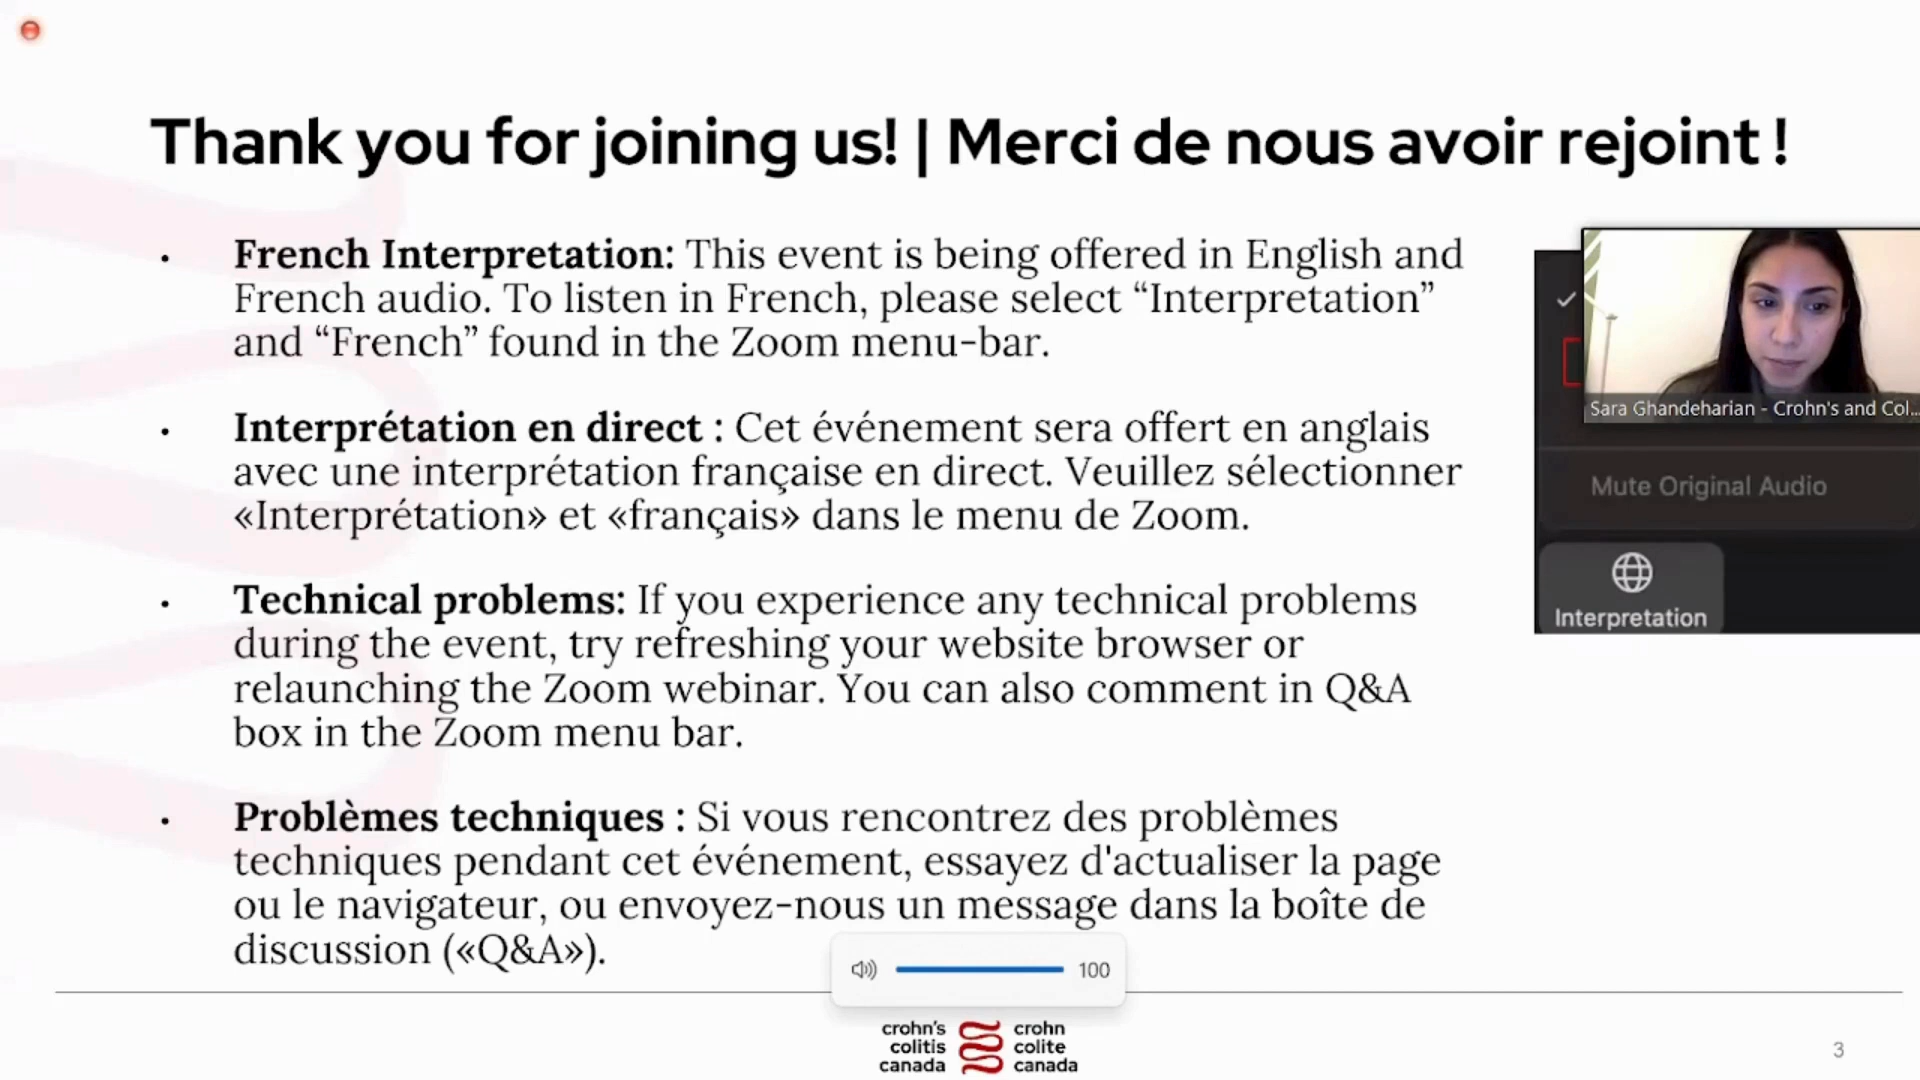 Thank you for joining us! | Merci de nous avoir rejoint !
• French Interpretation: This event is being offered in English and
French audio. To listen in French, please select “Interpretation”
and “French” found in the Zoom menu-bar.
• Interprétation en direct : Cet événement sera offert en anglais
avec une interprétation française en direct. Veuillez sélectionner
«Interprétation» et «français» dans le menu de Zoom.
• Technical problems: If you experience any technical problems
during the event, try refreshing your website browser or
relaunching the Zoom webinar. You can also comment in Q&A
box in the Zoom menu bar.
• Problèmes techniques : Si vous rencontrez des problèmes
techniques pendant cet événement, essayez d'actualiser la page
ou le navigateur, ou envoyez-nous un message dans la boîte de
discussion («Q&A»).
Sara Ghandeharian - Crohn's and Col...
Mute Original Audio
Interpretation
100
crohn's
colitis
canada
crohn
colite
canada
3